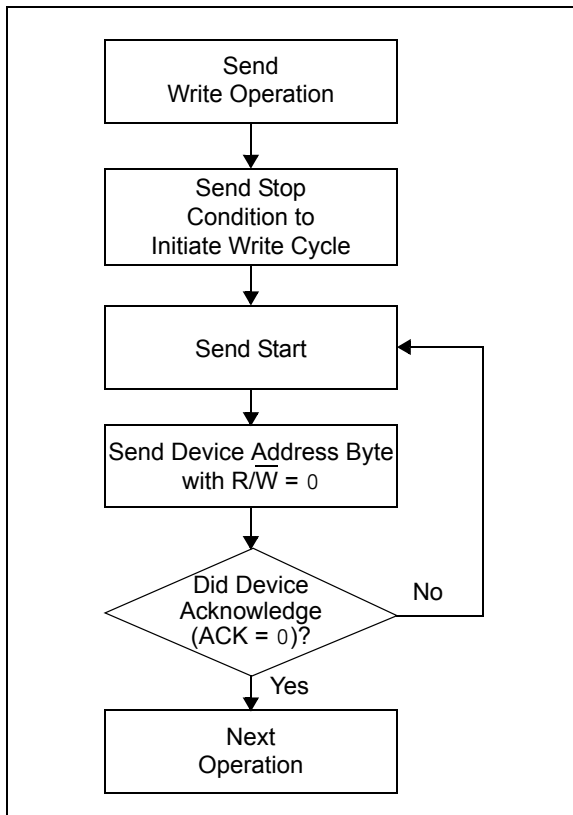 Send
Write Operation
Send Stop
Condition to
Initiate Write Cycle
Send Start
Send Device Address Byte
with R/W̅ = 0
Did Device
Acknowledge
(ACK = 0)?
No
Yes
Next
Operation